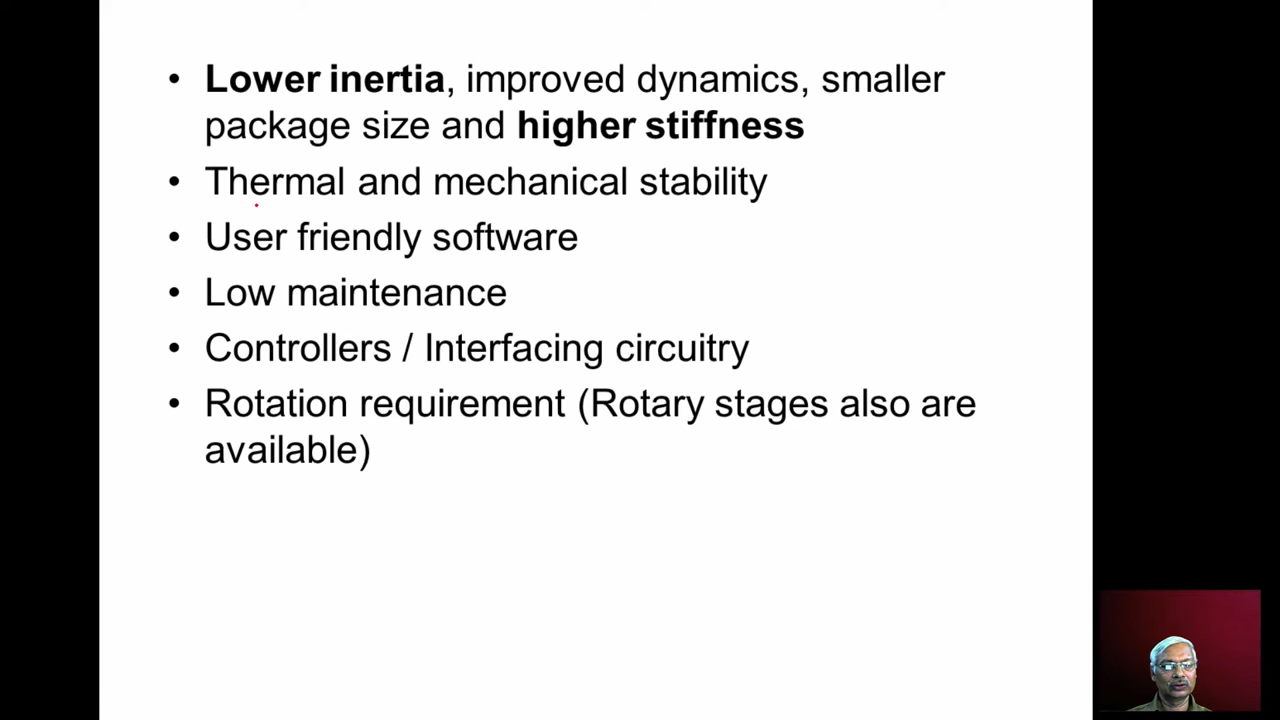 • Lower inertia, improved dynamics, smaller
package size and higher stiffness
• Thermal and mechanical stability
• User friendly software
• Low maintenance
• Controllers / Interfacing circuitry
• Rotation requirement (Rotary stages also are
available)